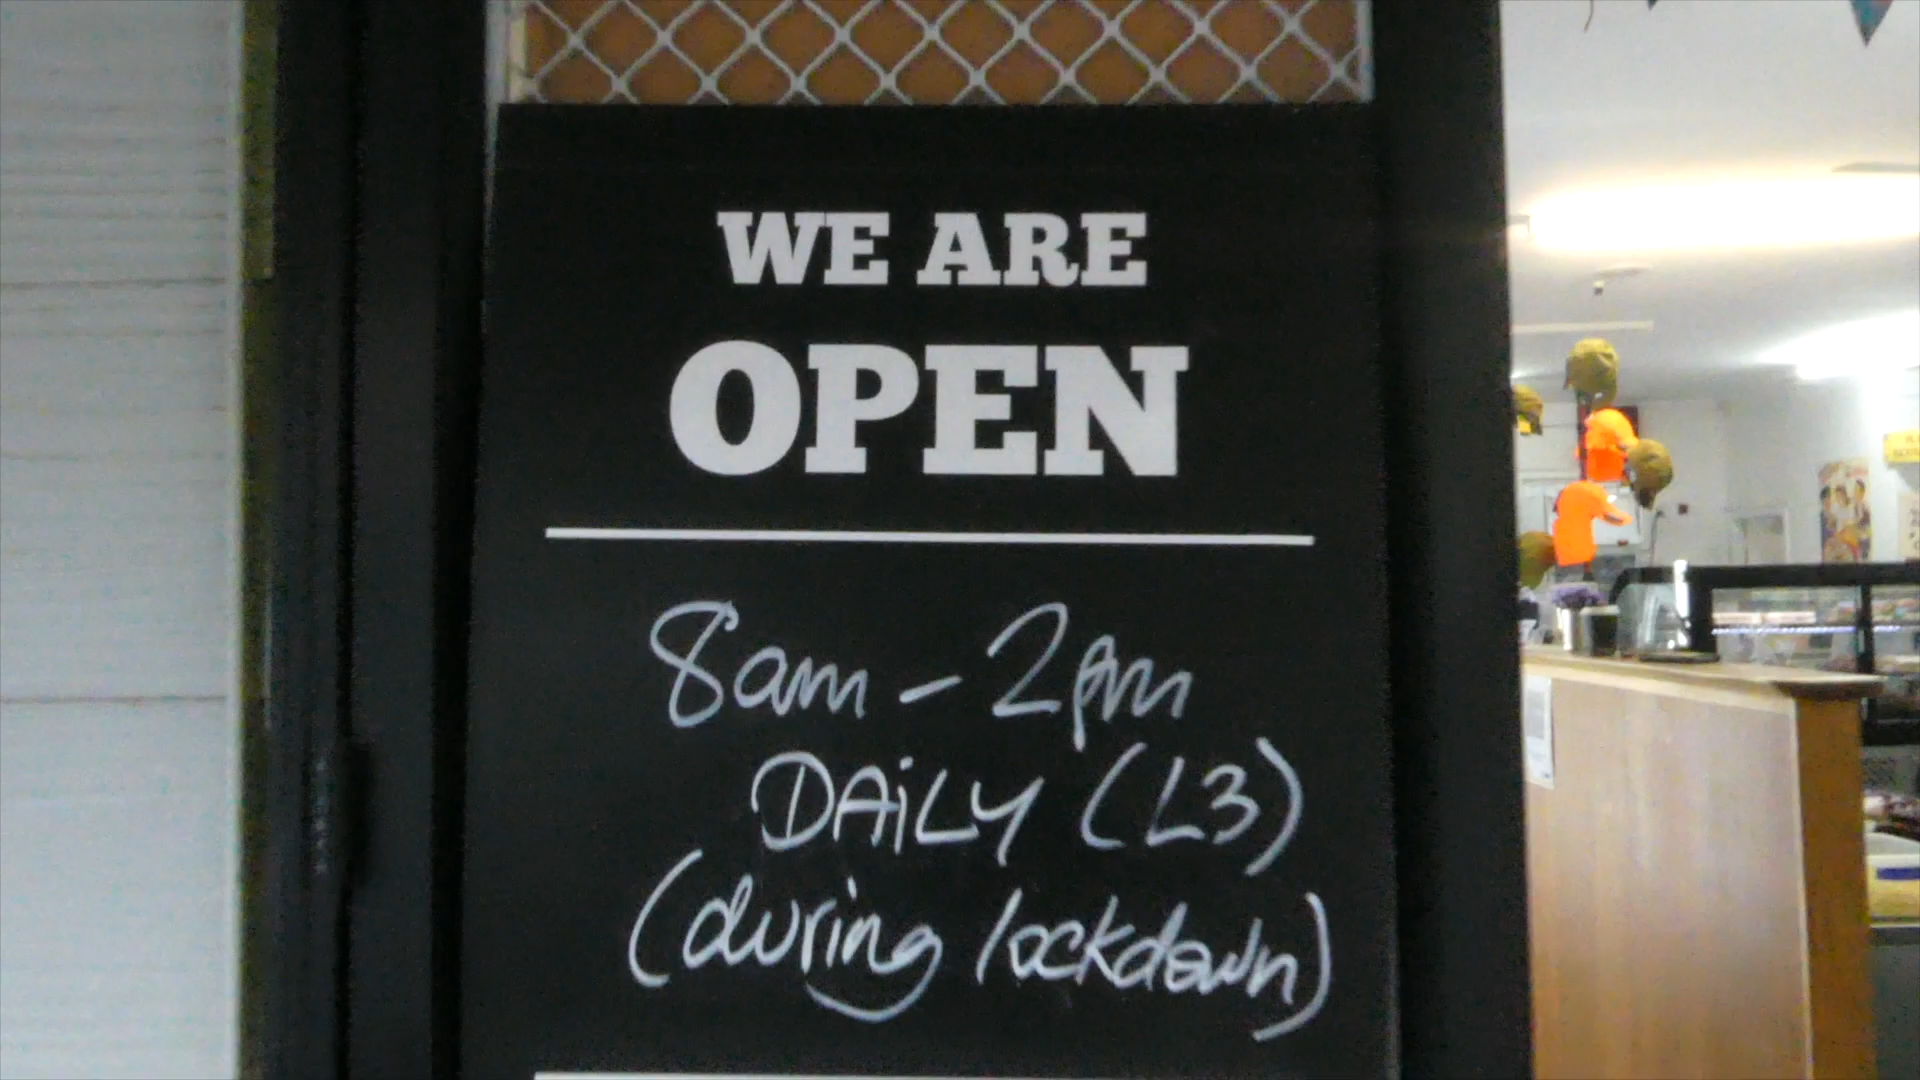 WE ARE
OPEN
8am - 2pm
DAiLY (L3)
(during lockdown)